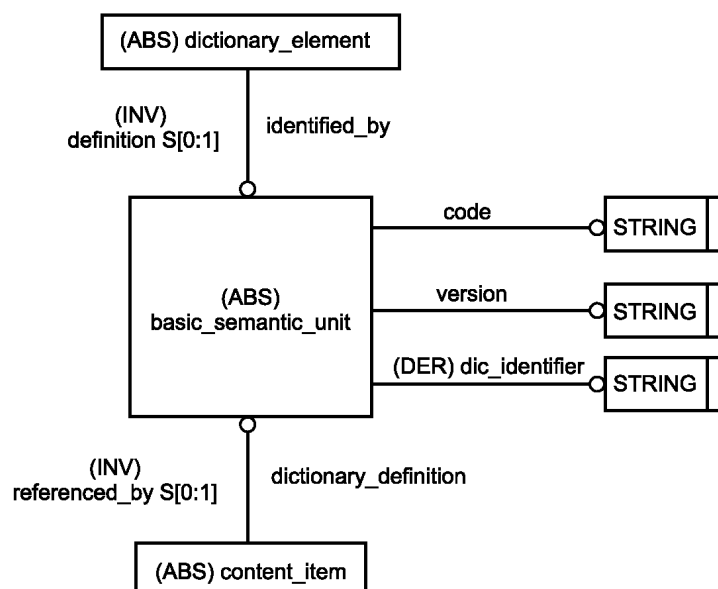 (ABS) dictionary_element
(INV)
definition S[0:1]
identified_by
code
STRING
(ABS)
basic_semantic_unit
version
STRING
(DER) dic_identifier
STRING
(INV)
referenced_by S[0:1]
dictionary_definition
(ABS) content_item